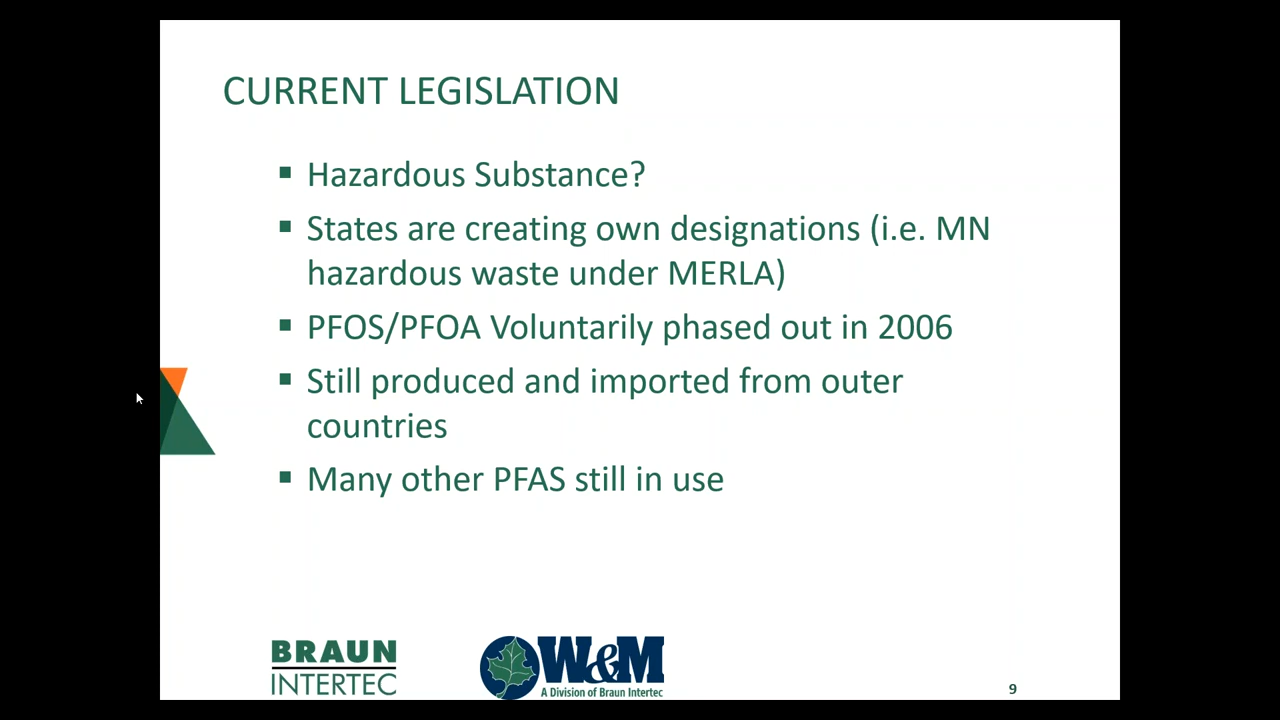 CURRENT LEGISLATION
▪ Hazardous Substance?
▪ States are creating own designations (i.e. MN
hazardous waste under MERLA)
▪ PFOS/PFOA Voluntarily phased out in 2006
▪ Still produced and imported from outer
countries
▪ Many other PFAS still in use
BRAUN
INTERTEC
W&M
A Division of Braun Intertec
9